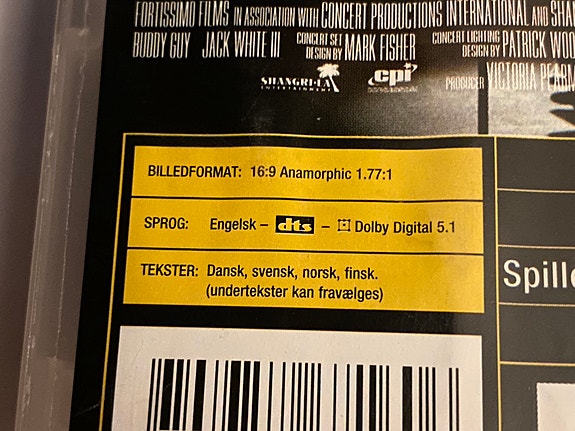 FORTISSIMO FILMS IN ASSOCIATION WITH CONCERT PRODUCTIONS INTERNATIONAL AND
BUDDY GUY JACK WHITE III CONCERT SET DESIGN BY MARK FISHER CONCERT LIGHTING DESIGN BY PATRICK
SHANGRI-LA
ENTERTAINMENT
cpi
PRODUCER VICTORIA
BILLEDFORMAT: 16:9 Anamorphic 1.77:1
SPROG: Engelsk – dts – Dolby Digital 5.1
TEKSTER: Dansk, svensk, norsk, finsk.
(undertekster kan fravælges)
Spille